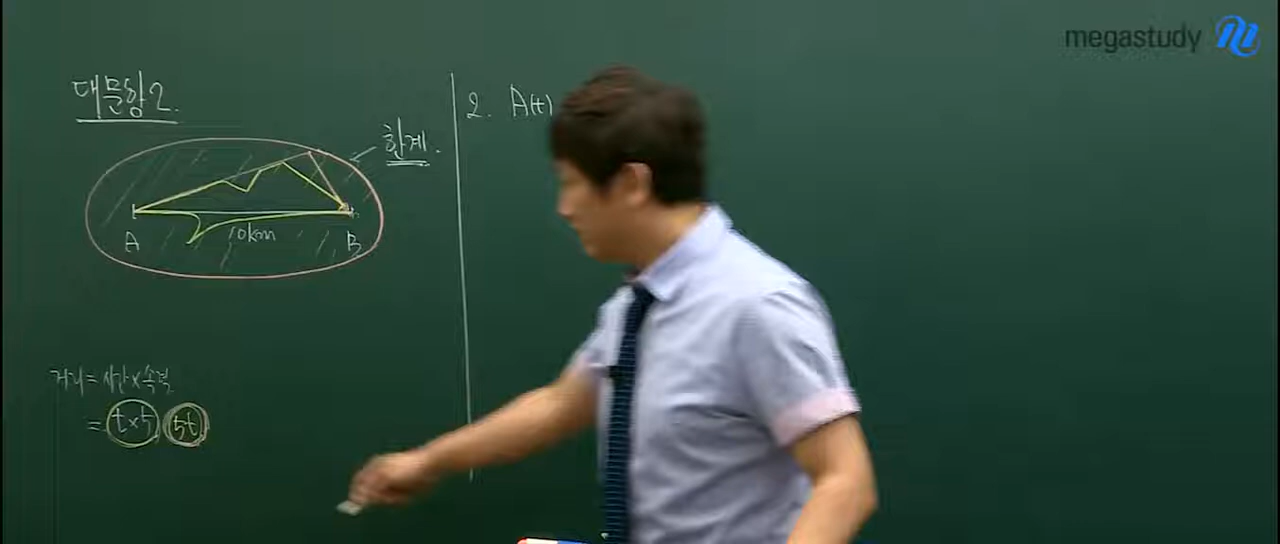 megastudy
대문항2.
한계.
A
10km
B
거리=시간×속력
= t×5 5t
2. A(t)